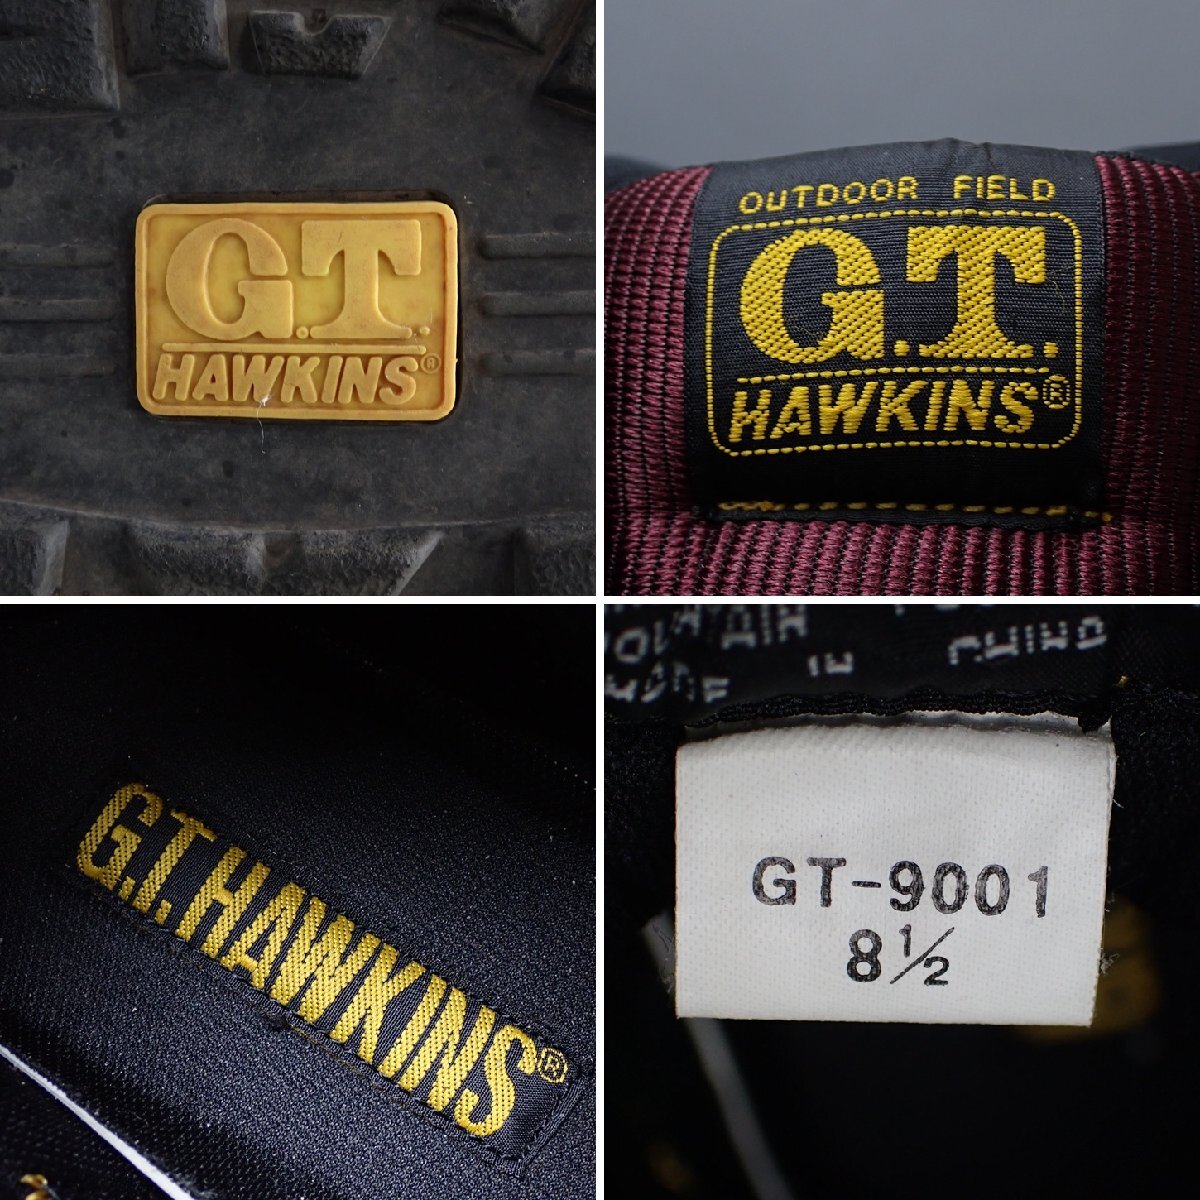 G.T.
HAWKINS®
OUTDOOR FIELD
G.T.
HAWKINS®
G.T.HAWKINS®
GT-9001
8½